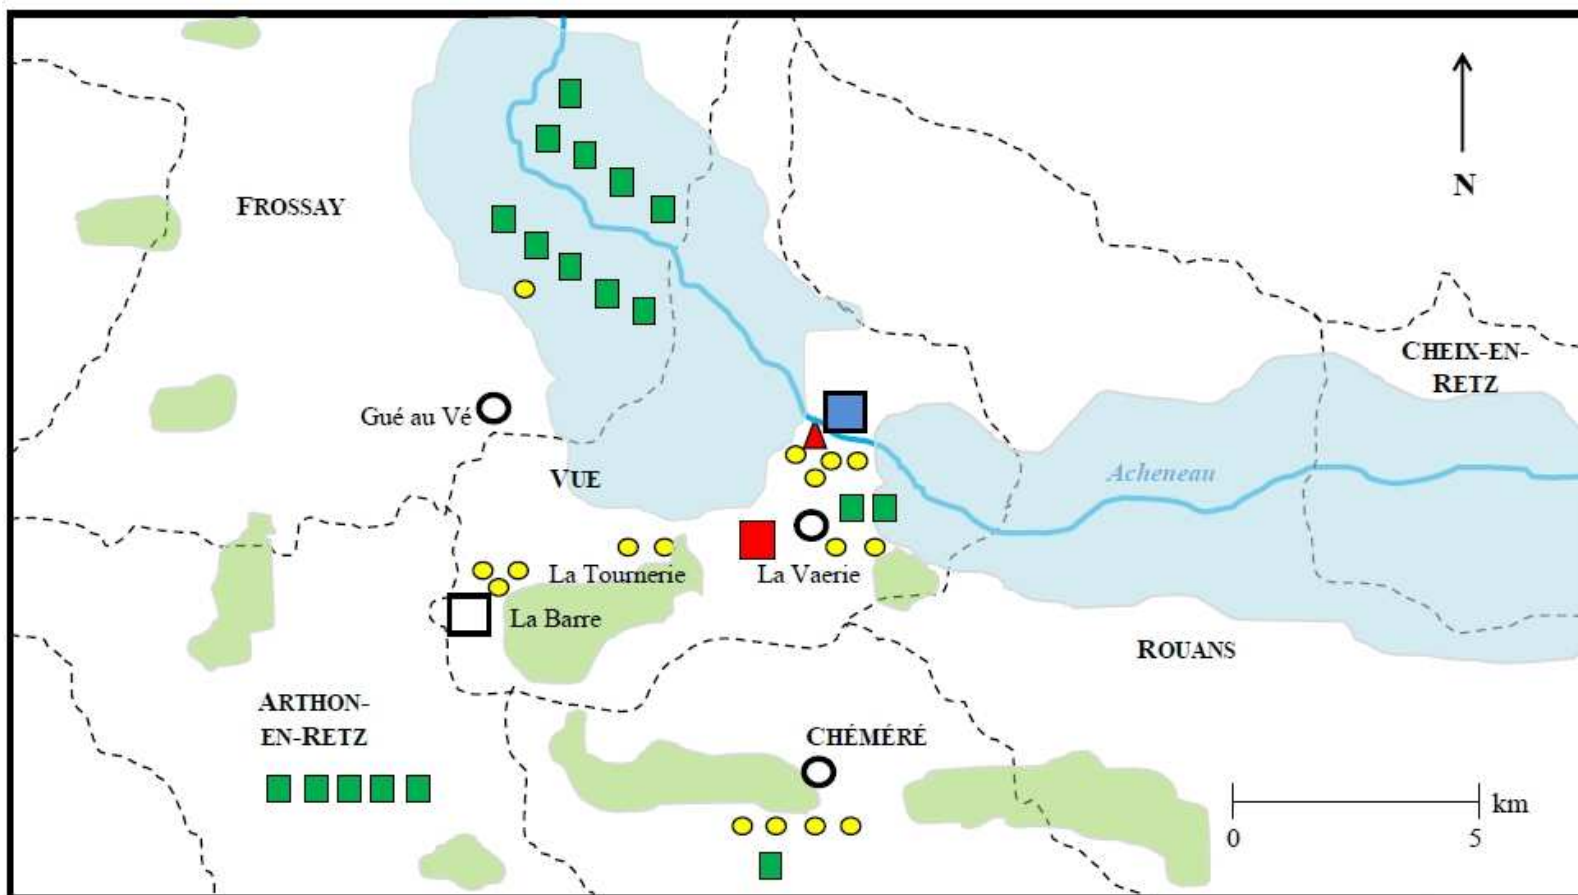 N
FROSSAY
CHEIX-EN-
RETZ
Gué au Vé
VUE
Acheneau
La Tournerie
La Vaerie
La Barre
ROUANS
ARTHON-
EN-RETZ
CHÉMÉRÉ
km
0 5